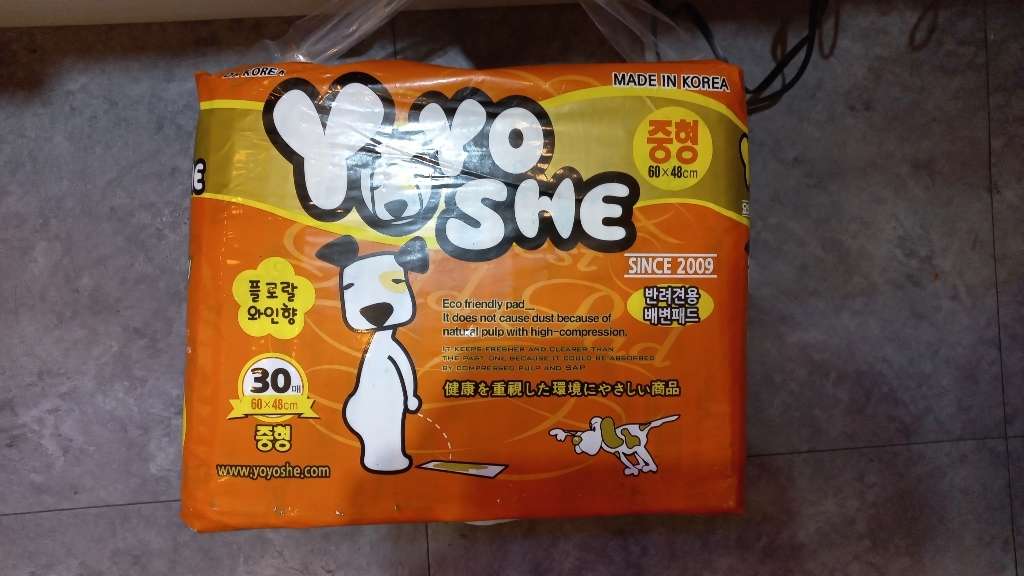 KOREA
MADE IN KOREA
YOYO
SHE
중형
60×48cm
HE
SINCE 2009
플로랄
와인향
반려견용
배변패드
Eco friendly pad_
It does not cause dust because of
natural pulp with high-compression.
IT KEEPS FRESHER AND CLEARER THAN
THE PAST ONE BECAUSE IT COULD BE ABSORBED
BY COMPRESSED PULP AND SAP
健康を重視した環境にやさしい商品
30매
60×48cm
중형
www.yoyoshe.com